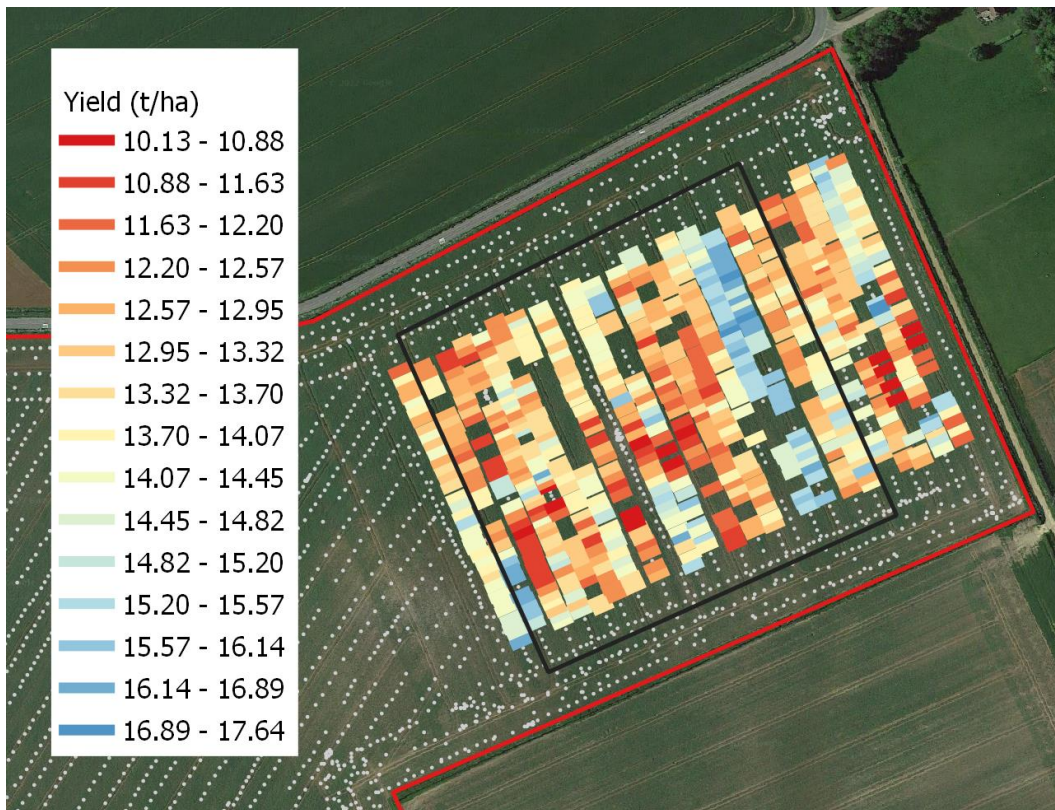 Yield (t/ha)
10.13 - 10.88
10.88 - 11.63
11.63 - 12.20
12.20 - 12.57
12.57 - 12.95
12.95 - 13.32
13.32 - 13.70
13.70 - 14.07
14.07 - 14.45
14.45 - 14.82
14.82 - 15.20
15.20 - 15.57
15.57 - 16.14
16.14 - 16.89
16.89 - 17.64